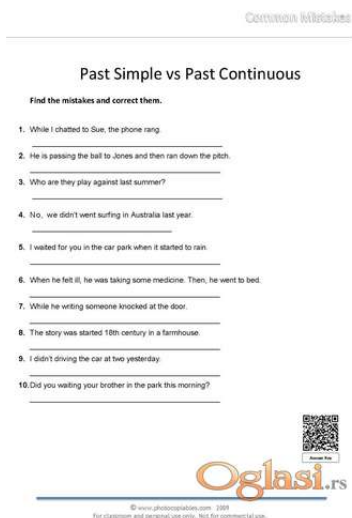 Common Mistakes
Past Simple vs Past Continuous
Find the mistakes and correct them.
1. While I chatted to Sue, the phone rang.
2. He is passing the ball to Jones and then ran down the pitch.
3. Who are they play against last summer?
4. No, we didn't went surfing in Australia last year.
5. I waited for you in the car park when it started to rain.
6. When he felt ill, he was taking some medicine. Then, he went to bed.
7. While he writing someone knocked at the door.
8. The story was started 18th century in a farmhouse.
9. I didn't driving the car at two yesterday.
10. Did you waiting your brother in the park this morning?
Answer Key
Oglasi.rs
© www.photocopiables.com 2009
For classroom and personal use only. Not for commercial use.